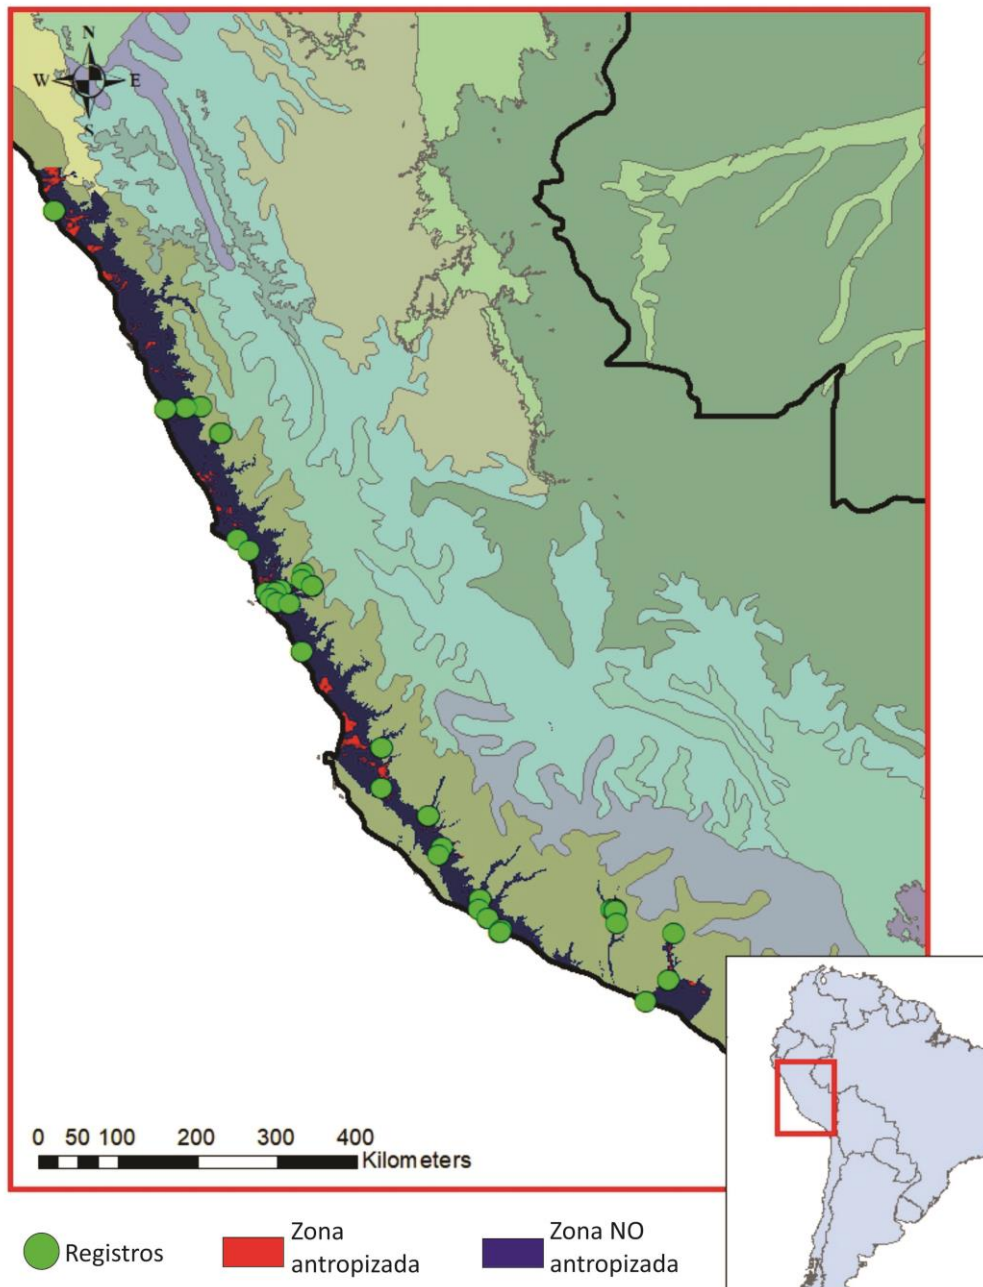 N
W E
S
0 50 100 200 300 400
Kilometers
Registros
Zona
antropizada
Zona NO
antropizada